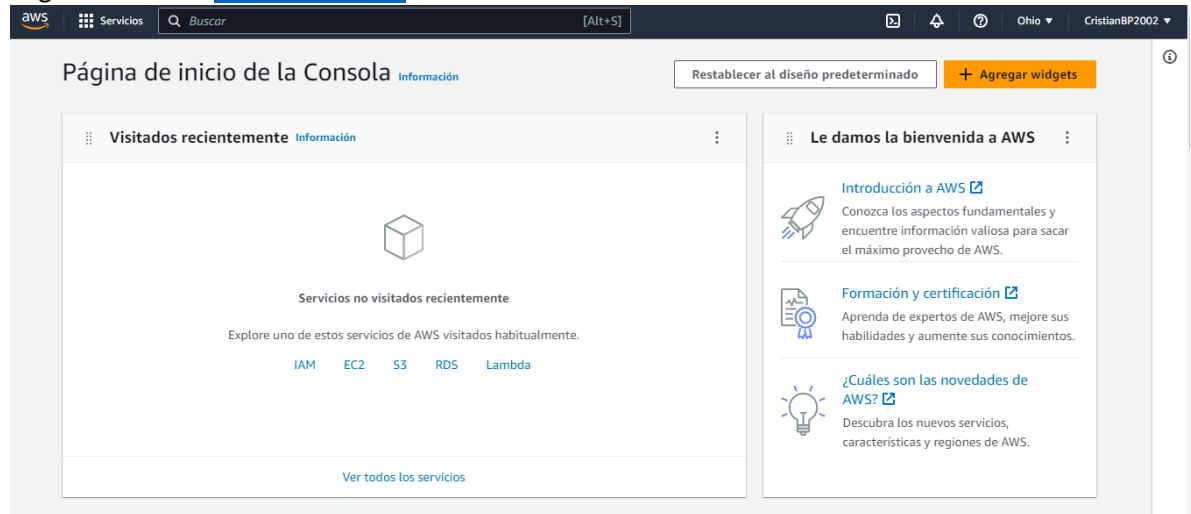 aws
Servicios
Buscar
[Alt+S]
Ohio ▼
CristianBP2002 ▼
Página de inicio de la Consola Información
Restablecer al diseño predeterminado
+ Agregar widgets
Visitados recientemente Información
Servicios no visitados recientemente
Explore uno de estos servicios de AWS visitados habitualmente.
IAM EC2 S3 RDS Lambda
Ver todos los servicios
Le damos la bienvenida a AWS
Introducción a AWS
Conozca los aspectos fundamentales y
encuentre información valiosa para sacar
el máximo provecho de AWS.
Formación y certificación
Aprenda de expertos de AWS, mejore sus
habilidades y aumente sus conocimientos.
¿Cuáles son las novedades de
AWS?
Descubra los nuevos servicios,
características y regiones de AWS.